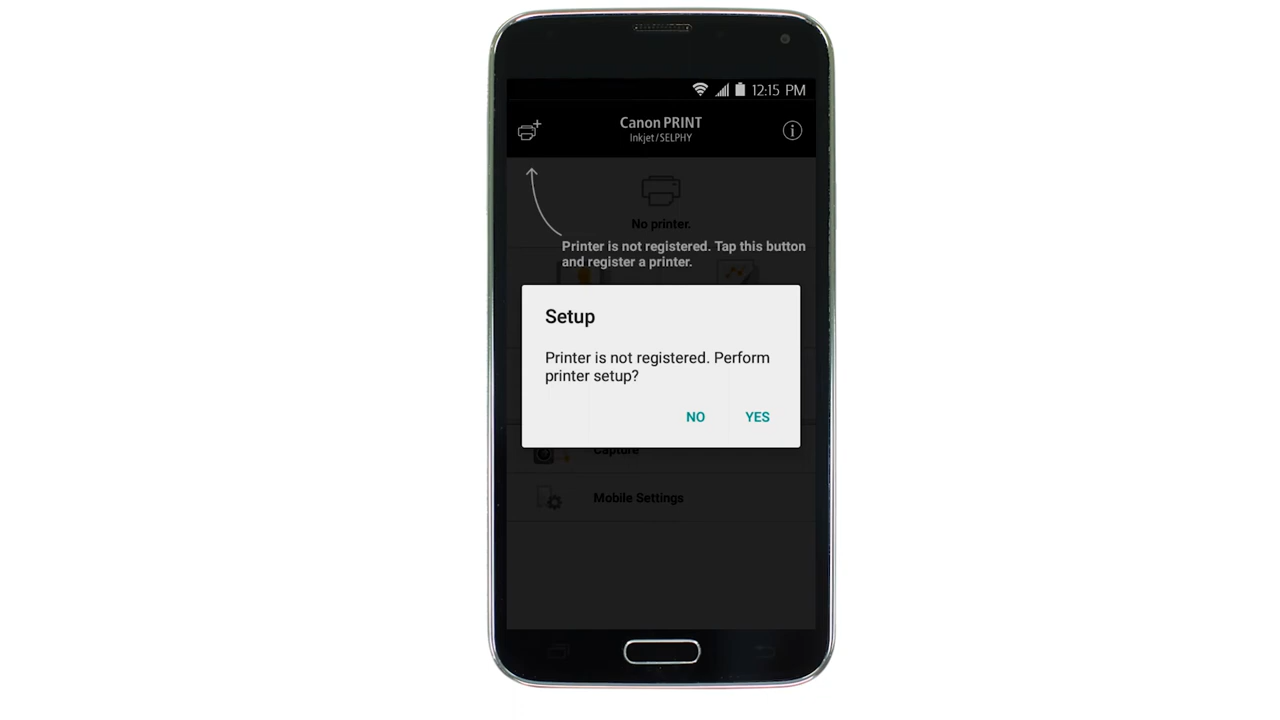 12:15 PM
Canon PRINT
Inkjet/SELPHY
No printer.
Printer is not registered. Tap this button
and register a printer.
Setup
Printer is not registered. Perform
printer setup?
NO YES
Capture
Mobile Settings